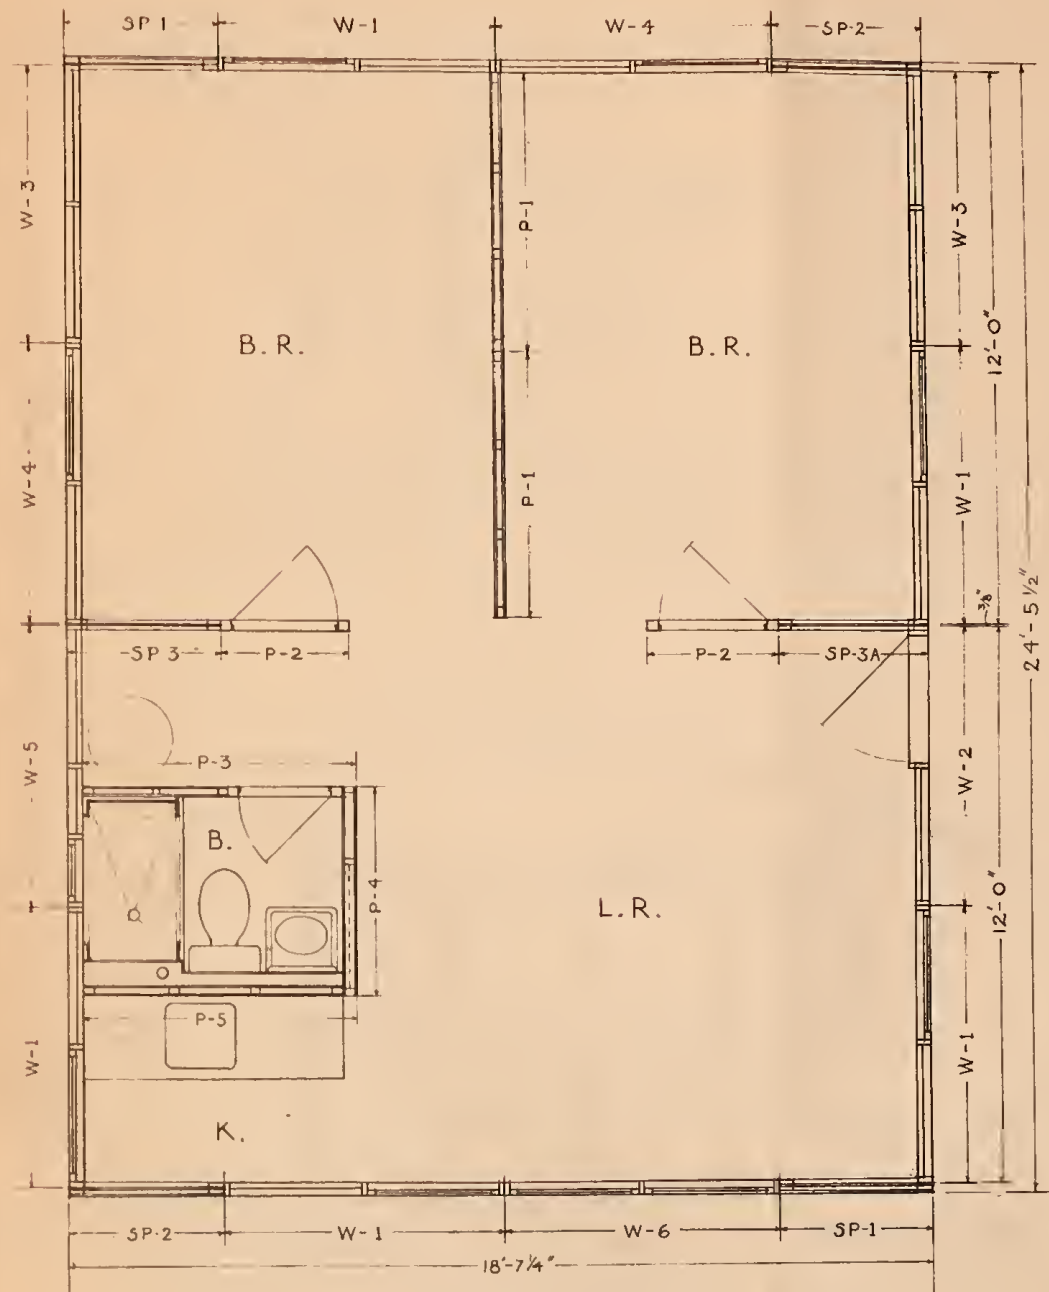 SP 1
W-1
W-4
SP-2
W-3
P-1
W-3
12'-0"
B.R.
B.R.
W-4
P-1
W-1
3/8"
24'-5 1/2"
SP 3
P-2
P-2
SP-3A
W-5
P-3
W-2
B.
P-4
L.R.
12'-0"
P-5
W-1
W-1
K.
SP-2
W-1
W-6
SP-1
18'-7 1/4"